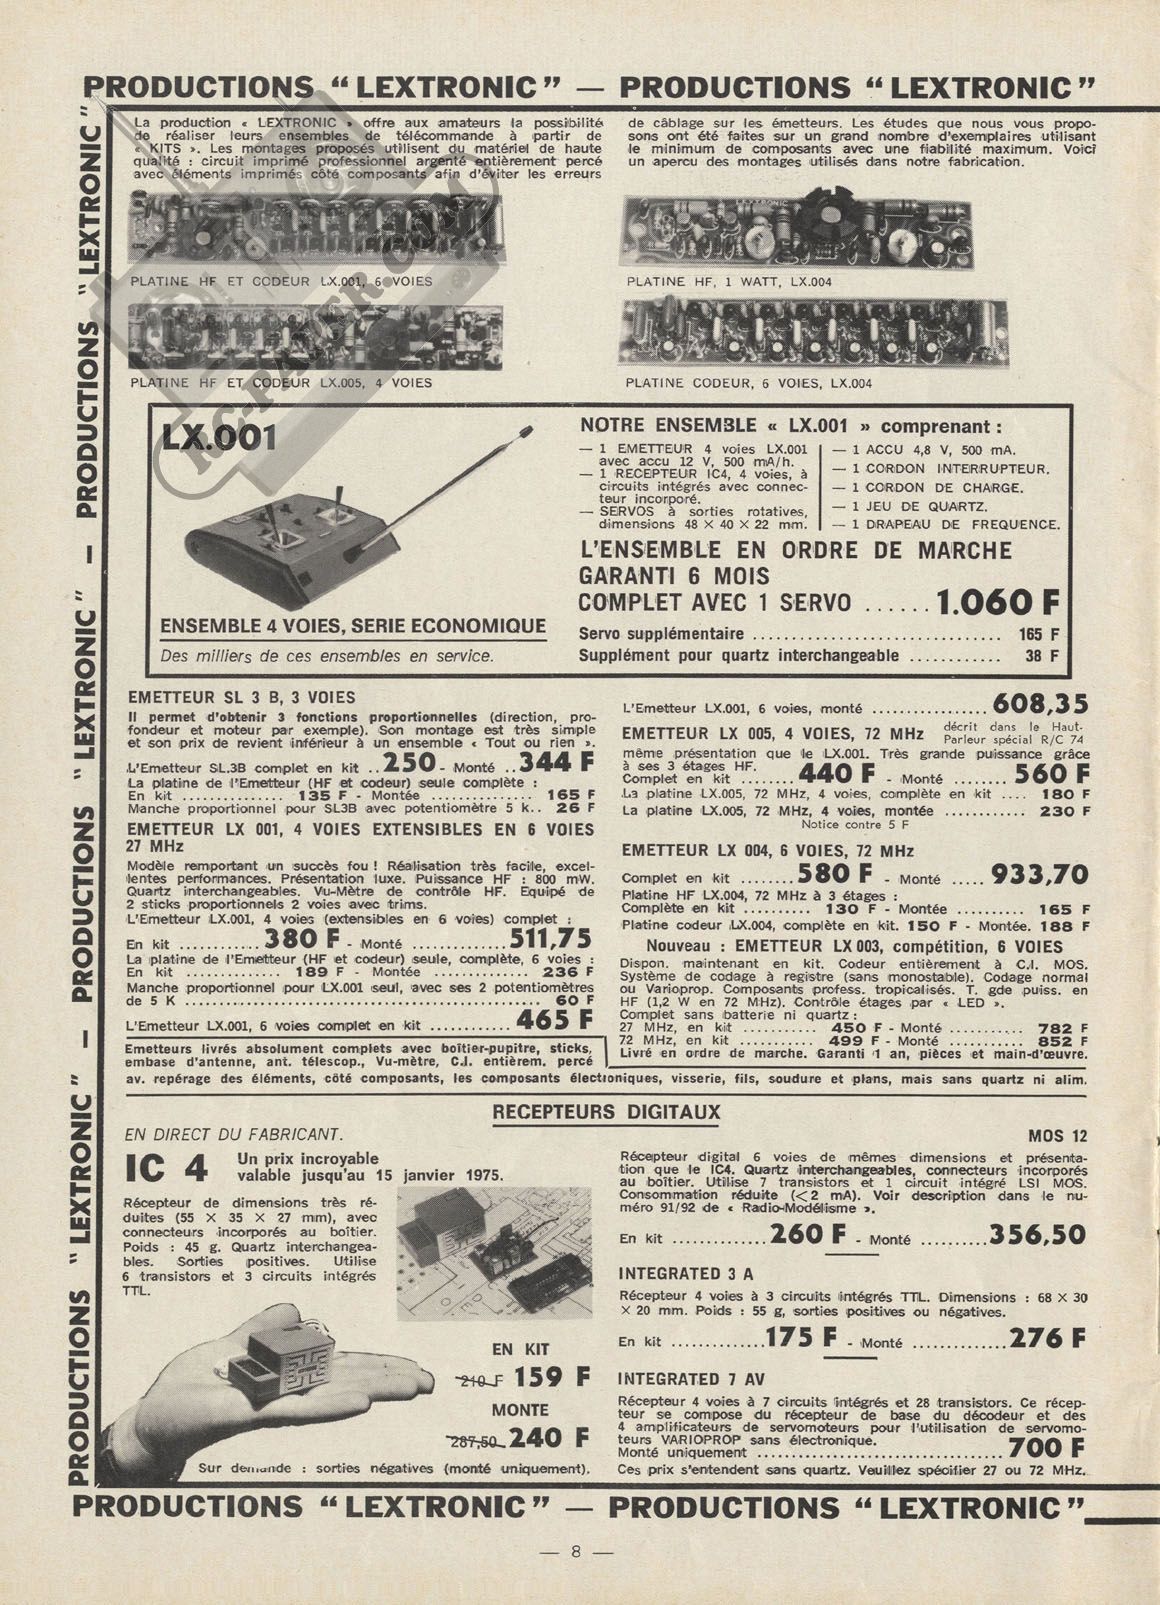 PRODUCTIONS “ LEXTRONIC ” — PRODUCTIONS “ LEXTRONIC ”
PRODUCTIONS “ LEXTRONIC ” — PRODUCTIONS “ LEXTRONIC ” — PRODUCTIONS “ LEXTRONIC ” — PRODUCTIONS “ LEXTRONIC ”
La production « LEXTRONIC » offre aux amateurs la possibilité
de réaliser leurs ensembles de télécommande à partir de
« KITS ». Les montages proposés utilisent du matériel de haute
qualité : circuit imprimé professionnel argenté entièrement percé
avec éléments imprimés côté composants afin d'éviter les erreurs
de câblage sur les émetteurs. Les études que nous vous propo-
sons ont été faites sur un grand nombre d'exemplaires utilisant
le minimum de composants avec une fiabilité maximum. Voici
un aperçu des montages utilisés dans notre fabrication.
RC-PAPER.COM
PLATINE HF ET CODEUR LX.001, 6 VOIES
LEXTRONIC
PLATINE HF, 1 WATT, LX.004
PLATINE HF ET CODEUR LX.005, 4 VOIES
PLATINE CODEUR, 6 VOIES, LX.004
LX.001
ENSEMBLE 4 VOIES, SERIE ECONOMIQUE
Des milliers de ces ensembles en service.
NOTRE ENSEMBLE « LX.001 » comprenant :
— 1 EMETTEUR 4 voies LX.001
avec accu 12 V, 500 mA/h.
— 1 RECEPTEUR IC4, 4 voies, à
circuits intégrés avec connec-
teur incorporé.
— SERVOS à sorties rotatives,
dimensions 48 X 40 X 22 mm.
— 1 ACCU 4,8 V, 500 mA.
— 1 CORDON INTERRUPTEUR.
— 1 CORDON DE CHARGE.
— 1 JEU DE QUARTZ.
— 1 DRAPEAU DE FREQUENCE.
L'ENSEMBLE EN ORDRE DE MARCHE
GARANTI 6 MOIS
COMPLET AVEC 1 SERVO ...... 1.060 F
Servo supplémentaire ............................... 165 F
Supplément pour quartz interchangeable ............ 38 F
EMETTEUR SL 3 B, 3 VOIES
Il permet d'obtenir 3 fonctions proportionnelles (direction, pro-
fondeur et moteur par exemple). Son montage est très simple
et son prix de revient inférieur à un ensemble « Tout ou rien ».
L'Emetteur SL.3B complet en kit .. 250 - Monté .. 344 F
La platine de l'Emetteur (HF et codeur) seule complète :
En kit ............... 135 F - Montée ............... 165 F
Manche proportionnel pour SL3B avec potentiomètre 5 k.. 26 F
EMETTEUR LX 001, 4 VOIES EXTENSIBLES EN 6 VOIES
27 MHz
Modèle remportant un succès fou ! Réalisation très facile, excel-
lentes performances. Présentation luxe. Puissance HF : 800 mW.
Quartz interchangeables. Vu-Mètre de contrôle HF. Equipé de
2 sticks proportionnels 2 voies avec trims.
L'Emetteur LX.001, 4 voies (extensibles en 6 voies) complet :
En kit ............ 380 F - Monté ............ 511,75
La platine de l'Emetteur (HF et codeur) seule, complète, 6 voies :
En kit ............... 189 F - Montée ............... 236 F
Manche proportionnel pour LX.001 seul, avec ses 2 potentiomètres
de 5 K .................................................. 60 F
L'Emetteur LX.001, 6 voies complet en kit ............ 465 F
L'Emetteur LX.001, 6 voies, monté ................ 608,35
EMETTEUR LX 005, 4 VOIES, 72 MHz décrit dans le Haut-
Parleur spécial R/C 74
même présentation que le LX.001. Très grande puissance grâce
à ses 3 étages HF.
Complet en kit ........ 440 F - Monté ........ 560 F
La platine LX.005, 72 MHz, 4 voies, complète en kit .... 180 F
La platine LX.005, 72 MHz, 4 voies, montée ............ 230 F
Notice contre 5 F
EMETTEUR LX 004, 6 VOIES, 72 MHz
Complet en kit ........ 580 F - Monté ..... 933,70
Platine HF LX.004, 72 MHz à 3 étages :
Complète en kit .......... 130 F - Montée .......... 165 F
Platine codeur LX.004, complète en kit. 150 F - Montée. 188 F
Nouveau : EMETTEUR LX 003, compétition, 6 VOIES
Dispon. maintenant en kit. Codeur entièrement à C.I. MOS.
Système de codage à registre (sans monostable). Codage normal
ou Varioprop. Composants profess. tropicalisés. T. gde puiss. en
HF (1,2 W en 72 MHz). Contrôle étages par « LED ».
Complet sans batterie ni quartz :
27 MHz, en kit ........... 450 F - Monté ........... 782 F
72 MHz, en kit ........... 499 F - Monté ........... 852 F
Livré en ordre de marche. Garanti 1 an, pièces et main-d'œuvre.
Emetteurs livrés absolument complets avec boîtier-pupitre, sticks,
embase d'antenne, ant. télescop., Vu-mètre, C.I. entièrem. percé
av. repérage des éléments, côté composants, les composants électroniques, visserie, fils, soudure et plans, mais sans quartz ni alim.
RECEPTEURS DIGITAUX
EN DIRECT DU FABRICANT.
IC 4 Un prix incroyable
valable jusqu'au 15 janvier 1975.
Récepteur de dimensions très ré-
duites (55 X 35 X 27 mm), avec
connecteurs incorporés au boîtier.
Poids : 45 g. Quartz interchangea-
bles. Sorties positives. Utilise
6 transistors et 3 circuits intégrés
TTL.
EN KIT
210 F 159 F
MONTE
287,50 240 F
Sur demande : sorties négatives (monté uniquement).
MOS 12
Récepteur digital 6 voies de mêmes dimensions et présenta-
tion que le IC4. Quartz interchangeables, connecteurs incorporés
au boîtier. Utilise 7 transistors et 1 circuit intégré LSI MOS.
Consommation réduite (< 2 mA). Voir description dans le nu-
méro 91/92 de « Radio-Modélisme ».
En kit ............. 260 F - Monté ......... 356,50
INTEGRATED 3 A
Récepteur 4 voies à 3 circuits intégrés TTL. Dimensions : 68 X 30
X 20 mm. Poids : 55 g, sorties positives ou négatives.
En kit ............. 175 F - Monté ............. 276 F
INTEGRATED 7 AV
Récepteur 4 voies à 7 circuits intégrés et 28 transistors. Ce récep-
teur se compose du récepteur de base du décodeur et des
4 amplificateurs de servomoteurs pour l'utilisation de servomo-
teurs VARIOPROP sans électronique.
Monté uniquement ................................. 700 F
Ces prix s'entendent sans quartz. Veuillez spécifier 27 ou 72 MHz.
PRODUCTIONS “ LEXTRONIC ” — PRODUCTIONS “ LEXTRONIC ”
— 8 —